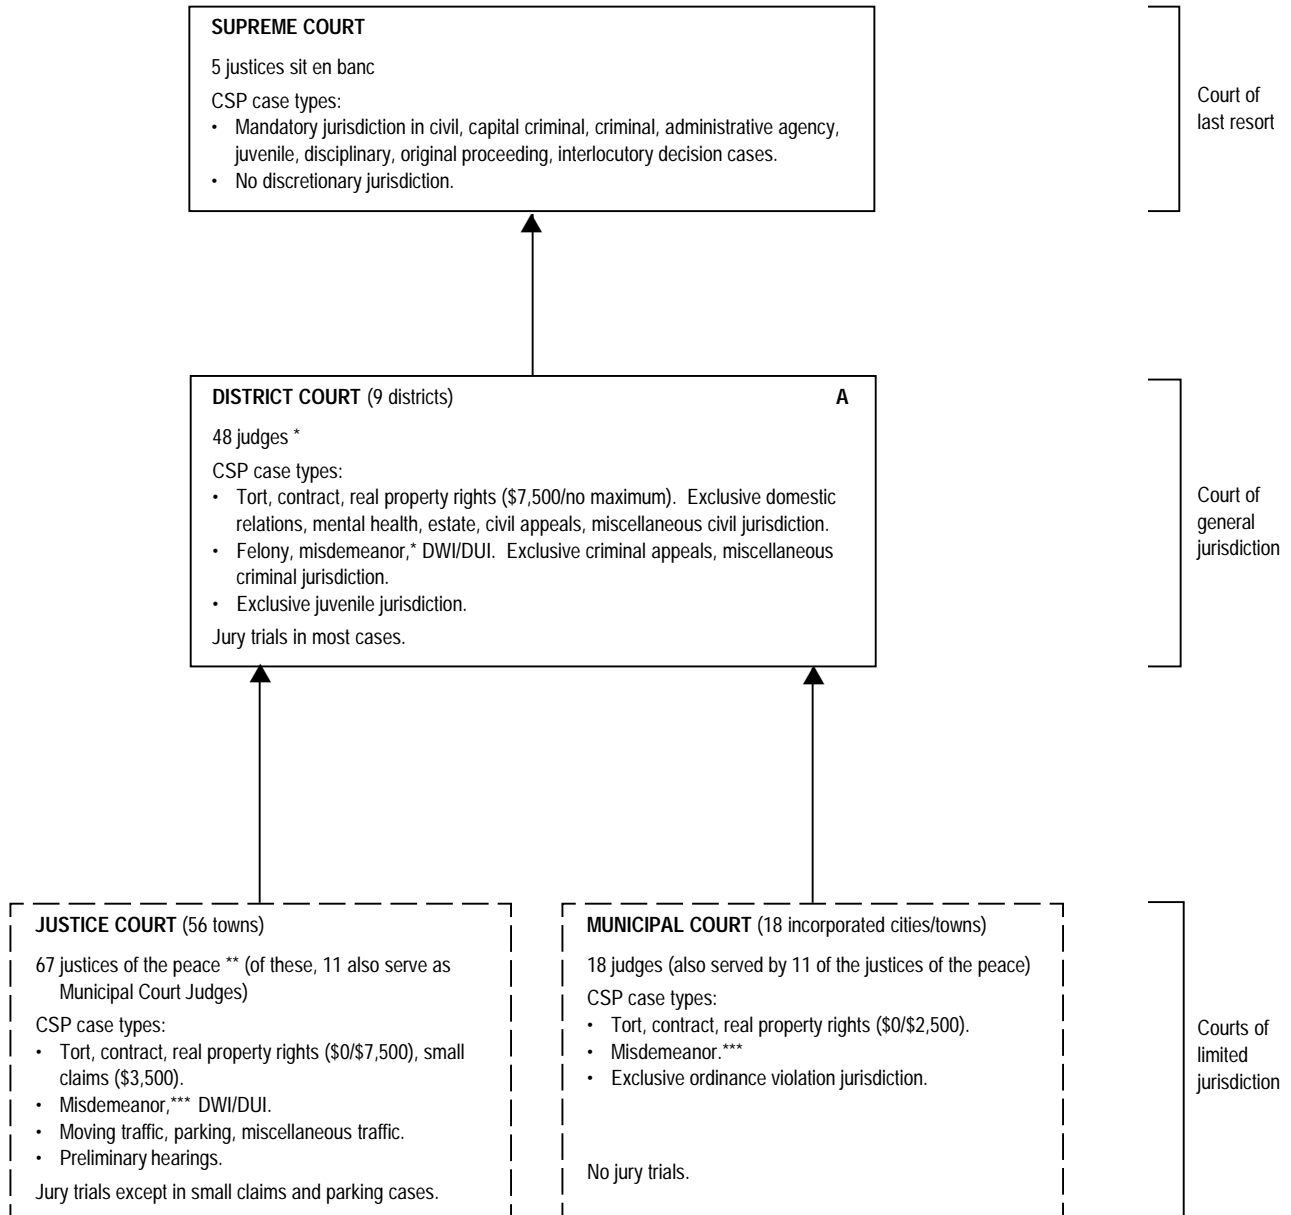 SUPREME COURT
5 justices sit en banc
CSP case types:
• Mandatory jurisdiction in civil, capital criminal, criminal, administrative agency,
juvenile, disciplinary, original proceeding, interlocutory decision cases.
• No discretionary jurisdiction.
Court of
last resort
DISTRICT COURT (9 districts) A
48 judges *
CSP case types:
• Tort, contract, real property rights ($7,500/no maximum). Exclusive domestic
relations, mental health, estate, civil appeals, miscellaneous civil jurisdiction.
• Felony, misdemeanor,* DWI/DUI. Exclusive criminal appeals, miscellaneous
criminal jurisdiction.
• Exclusive juvenile jurisdiction.
Jury trials in most cases.
Court of
general
jurisdiction
JUSTICE COURT (56 towns)
67 justices of the peace ** (of these, 11 also serve as
Municipal Court Judges)
CSP case types:
• Tort, contract, real property rights ($0/$7,500), small
claims ($3,500).
• Misdemeanor,*** DWI/DUI.
• Moving traffic, parking, miscellaneous traffic.
• Preliminary hearings.
Jury trials except in small claims and parking cases.
MUNICIPAL COURT (18 incorporated cities/towns)
18 judges (also served by 11 of the justices of the peace)
CSP case types:
• Tort, contract, real property rights ($0/$2,500).
• Misdemeanor.***
• Exclusive ordinance violation jurisdiction.
No jury trials.
Courts of
limited
jurisdiction